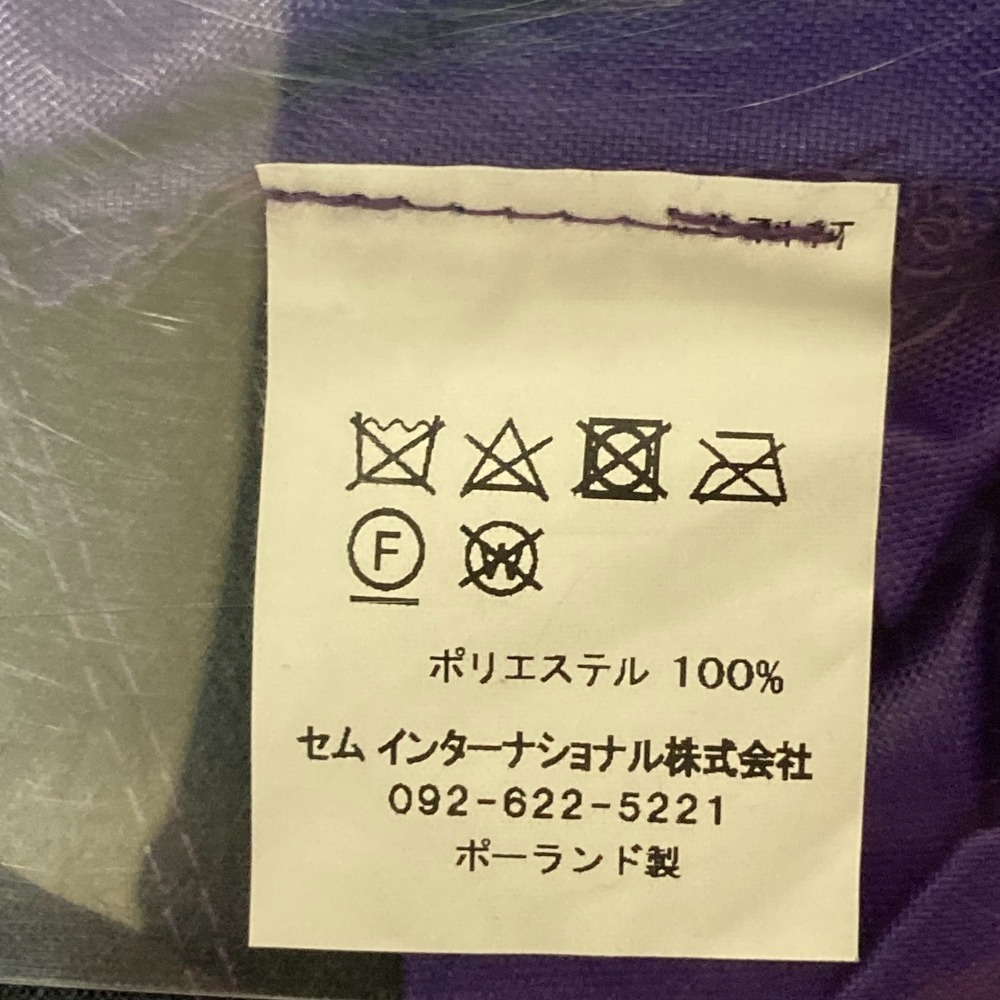 F
W
ポリエステル 100%
セム インターナショナル株式会社
092-622-5221
ポーランド製